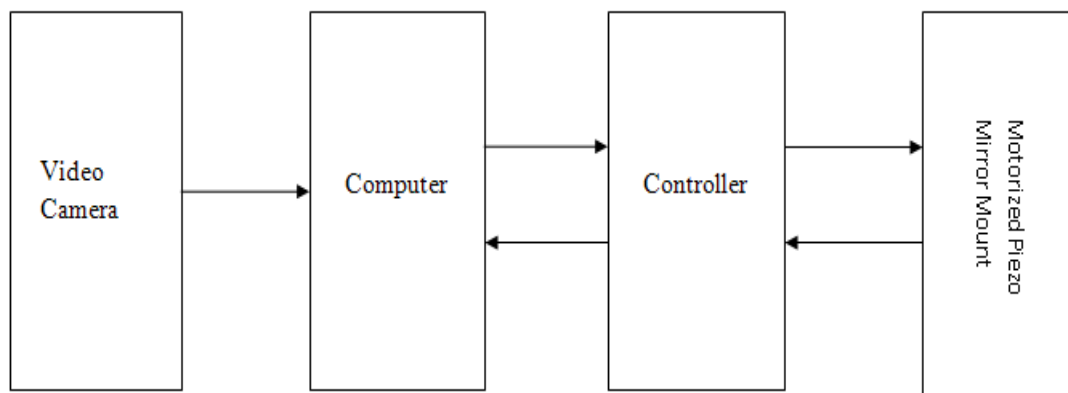 Video
Camera
Computer
Controller
Motorized Piezo
Mirror Mount